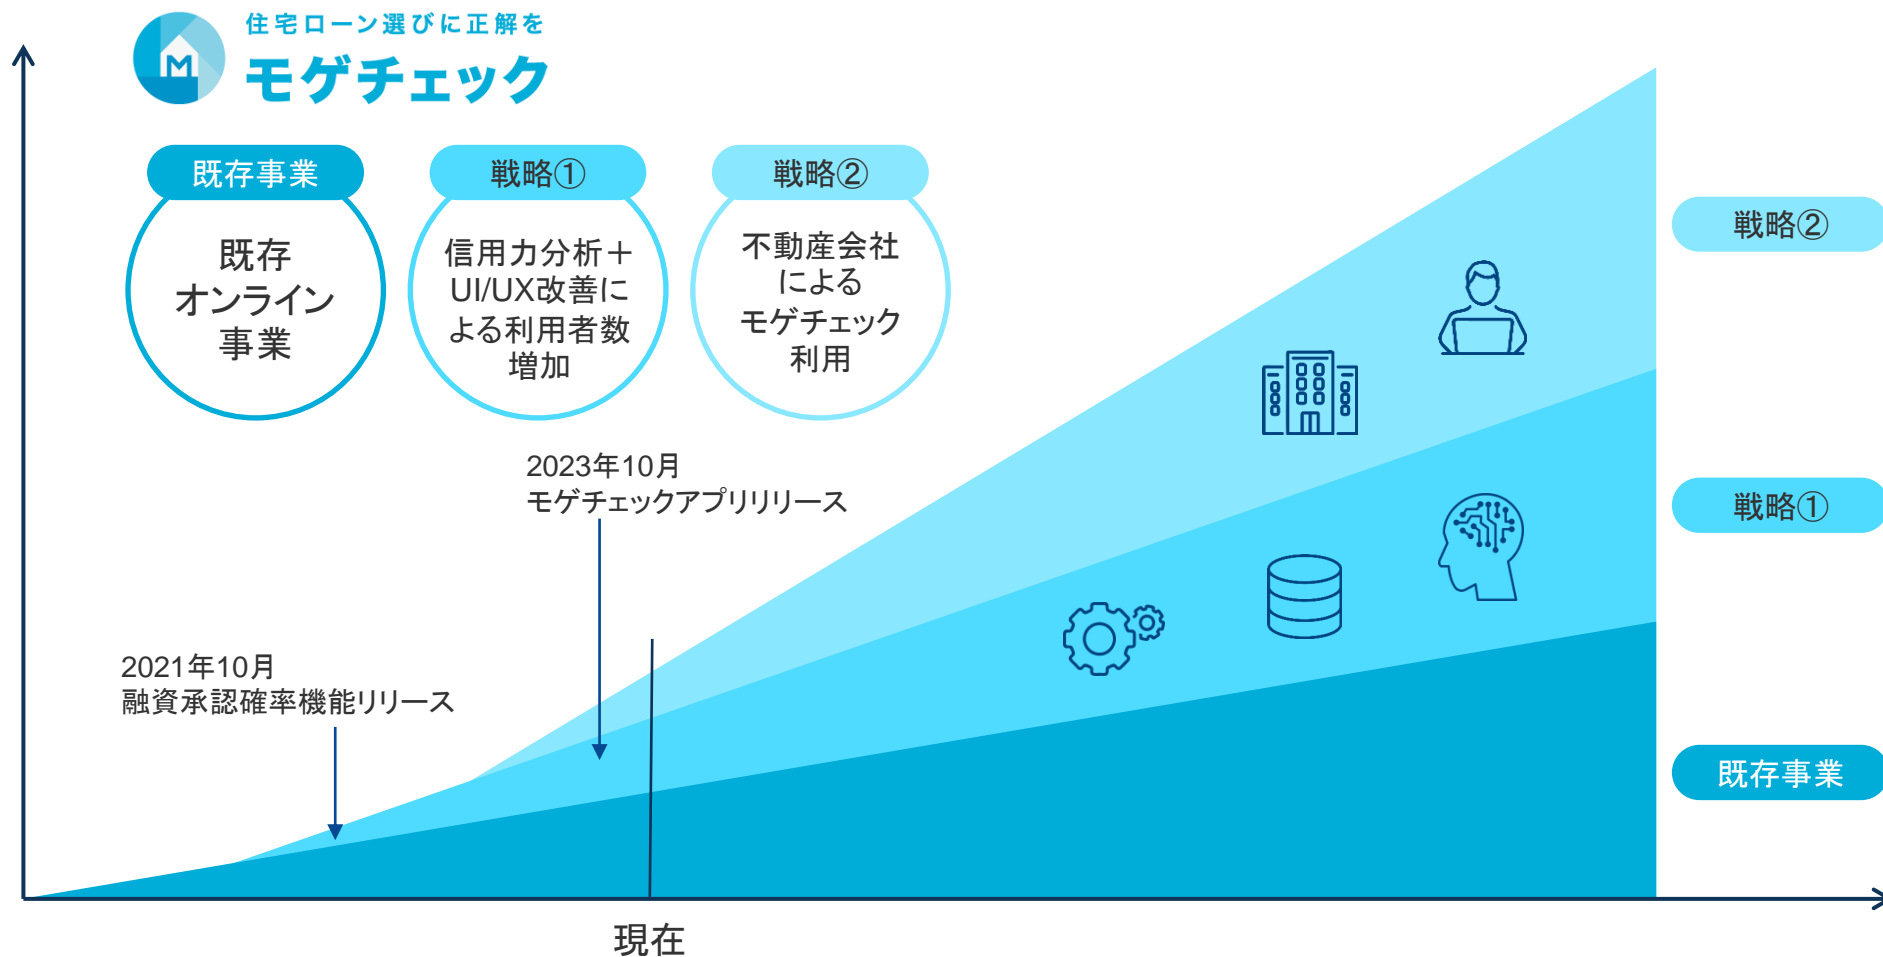 住宅ローン選びに正解を
モゲチェック
既存事業
既存
オンライン
事業
戦略①
信用力分析＋
UI/UX改善に
よる利用者数
増加
戦略②
不動産会社
による
モゲチェック
利用
2023年10月
モゲチェックアプリリリース
2021年10月
融資承認確率機能リリース
戦略②
戦略①
既存事業
現在